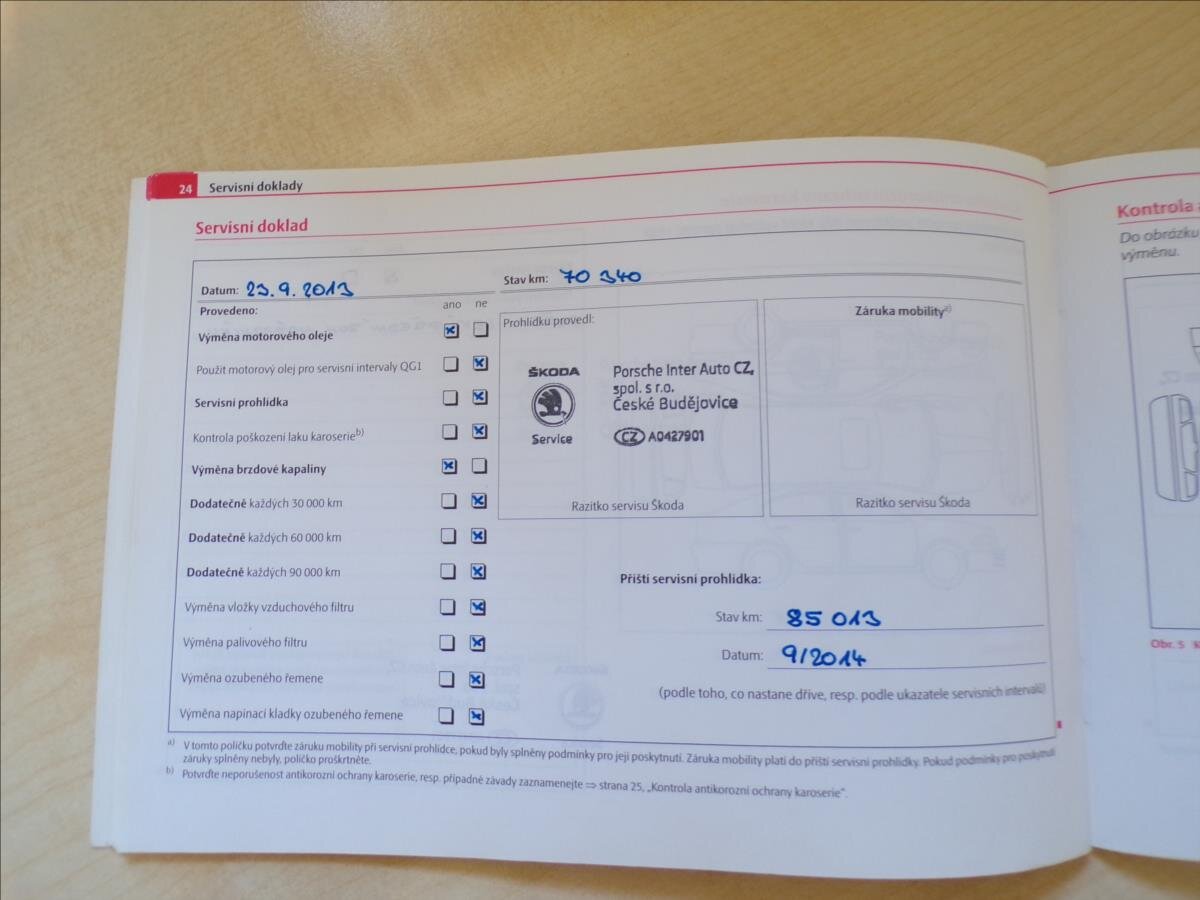 24 Servisní doklady
Servisní doklad
Datum: 23.9.2013
Stav km: 70 340
Provedeno: ano ne
Výměna motorového oleje
Použit motorový olej pro servisní intervaly QG1
Servisní prohlídka
Kontrola poškození laku karoserie b)
Výměna brzdové kapaliny
Dodatečně každých 30 000 km
Dodatečně každých 60 000 km
Dodatečně každých 90 000 km
Výměna vložky vzduchového filtru
Výměna palivového filtru
Výměna ozubeného řemene
Výměna napínací kladky ozubeného řemene
Prohlídku provedl:
ŠKODA
Service
Porsche Inter Auto CZ,
spol. s r.o.
České Budějovice
CZ A0427901
Razítko servisu Škoda
Záruka mobility a)
Razítko servisu Škoda
Příští servisní prohlídka:
Stav km: 85 013
Datum: 9/2014
(podle toho, co nastane dříve, resp. podle ukazatele servisních intervalů)
a) V tomto políčku potvrďte záruku mobility při servisní prohlídce, pokud byly splněny podmínky pro její poskytnutí. Záruka mobility platí do příští servisní prohlídky. Pokud podmínky pro poskytnutí
záruky splněny nebyly, políčko proškrtněte.
b) Potvrďte neporušenost antikorozní ochrany karoserie, resp. případné závady zaznamenejte ⇒ strana 25, „Kontrola antikorozní ochrany karoserie“.
Kontrola
Do obrázku
výměnu.
Obr. 5